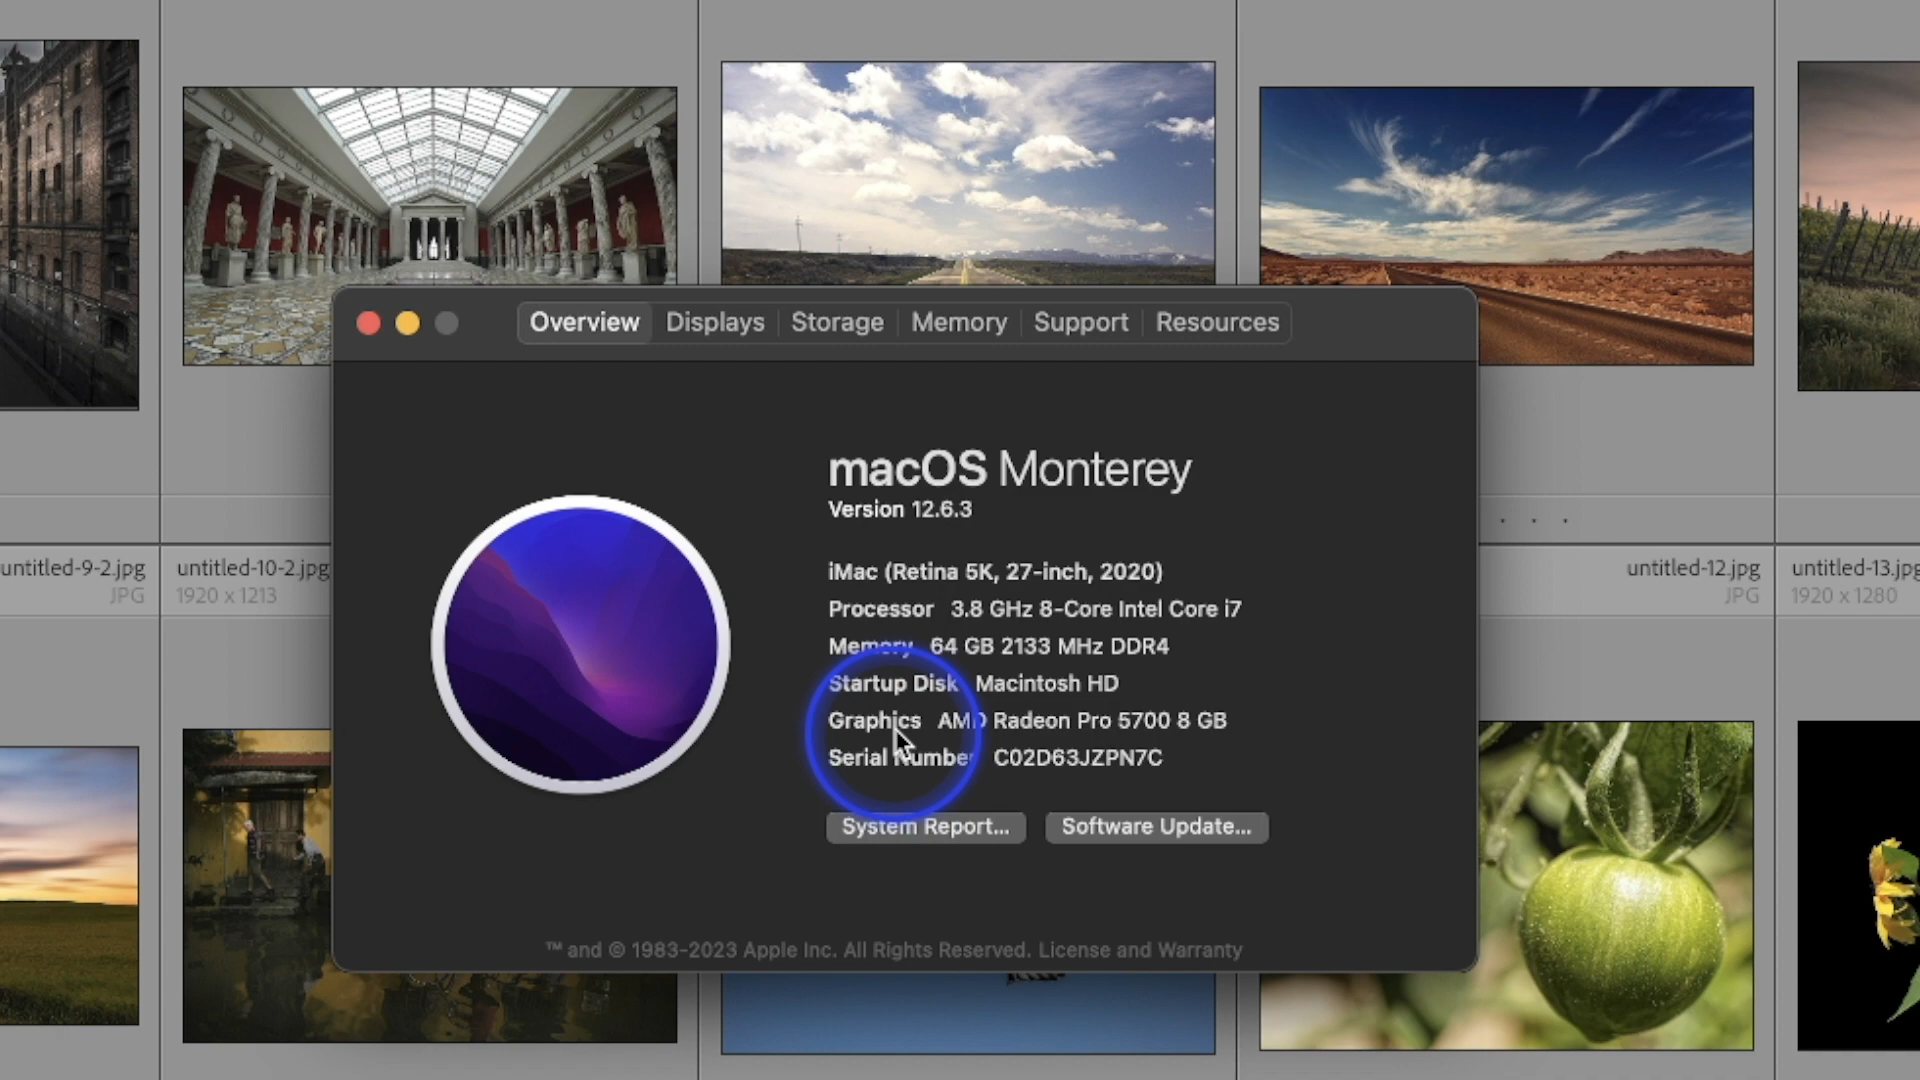 Overview Displays Storage Memory Support Resources
macOS Monterey
Version 12.6.3
iMac (Retina 5K, 27-inch, 2020)
Processor 3.8 GHz 8-Core Intel Core i7
Memory 64 GB 2133 MHz DDR4
Startup Disk Macintosh HD
Graphics AMD Radeon Pro 5700 8 GB
Serial Number C02D63JZPN7C
System Report... Software Update...
™ and © 1983-2023 Apple Inc. All Rights Reserved. License and Warranty
untitled-9-2.jpg
JPG
untitled-10-2.jpg
1920 x 1213
untitled-12.jpg
JPG
untitled-13.jpg
1920 x 1280